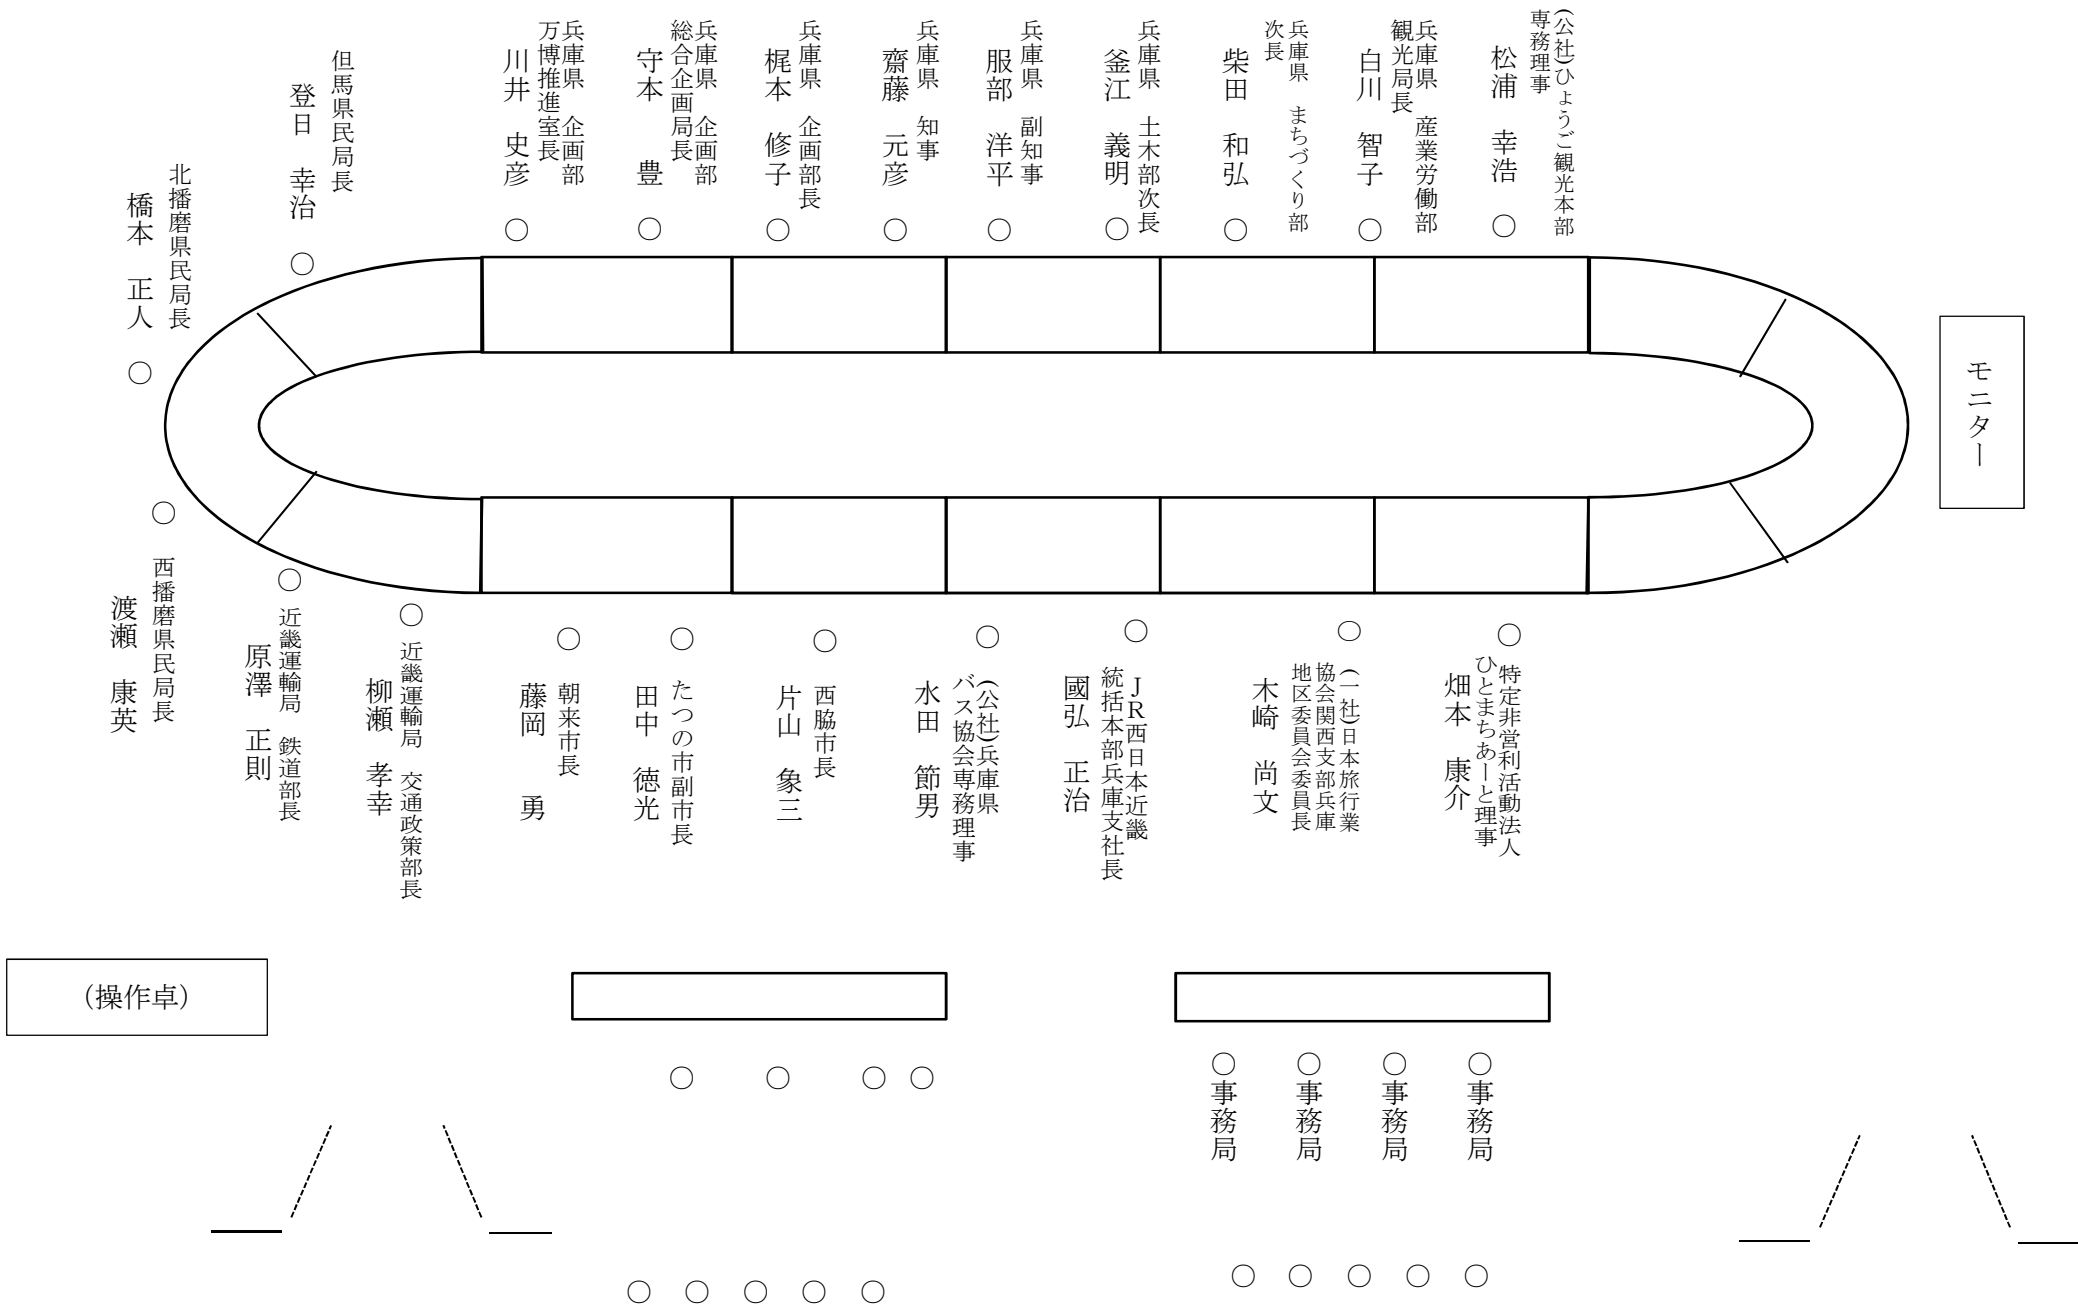 (公社)ひょうご観光本部
専務理事
松浦　幸浩
○
兵庫県　産業労働部
観光局長
白川　智子
○
兵庫県　まちづくり部
次長
柴田　和弘
○
兵庫県　土木部次長
釜江　義明
○
兵庫県　副知事
服部　洋平
○
兵庫県　知事
齋藤　元彦
○
兵庫県　企画部長
梶本　修子
○
兵庫県　企画部
総合企画局長
守本　豊
○
兵庫県　企画部
万博推進室長
川井　史彦
○
但馬県民局長
登日　幸治
○
北播磨県民局長
橋本　正人
○
モニター
○
特定非営利活動法人
ひとまちあーと理事
畑本　康介
○
(一社)日本旅行業
協会関西支部兵庫
地区委員会委員長
木崎　尚文
○
JR西日本近畿
統括本部兵庫支社長
國弘　正治
○
(公社)兵庫県
バス協会専務理事
水田　節男
○
西脇市長
片山　象三
○
たつの市副市長
田中　徳光
○
朝来市長
藤岡　勇
○
近畿運輸局　交通政策部長
柳瀬　孝幸
○
近畿運輸局　鉄道部長
原澤　正則
○
西播磨県民局長
渡瀬　康英
(操作卓)
○ ○ ○ ○
○事務局
○事務局
○事務局
○事務局
○ ○ ○ ○ ○
○ ○ ○ ○ ○